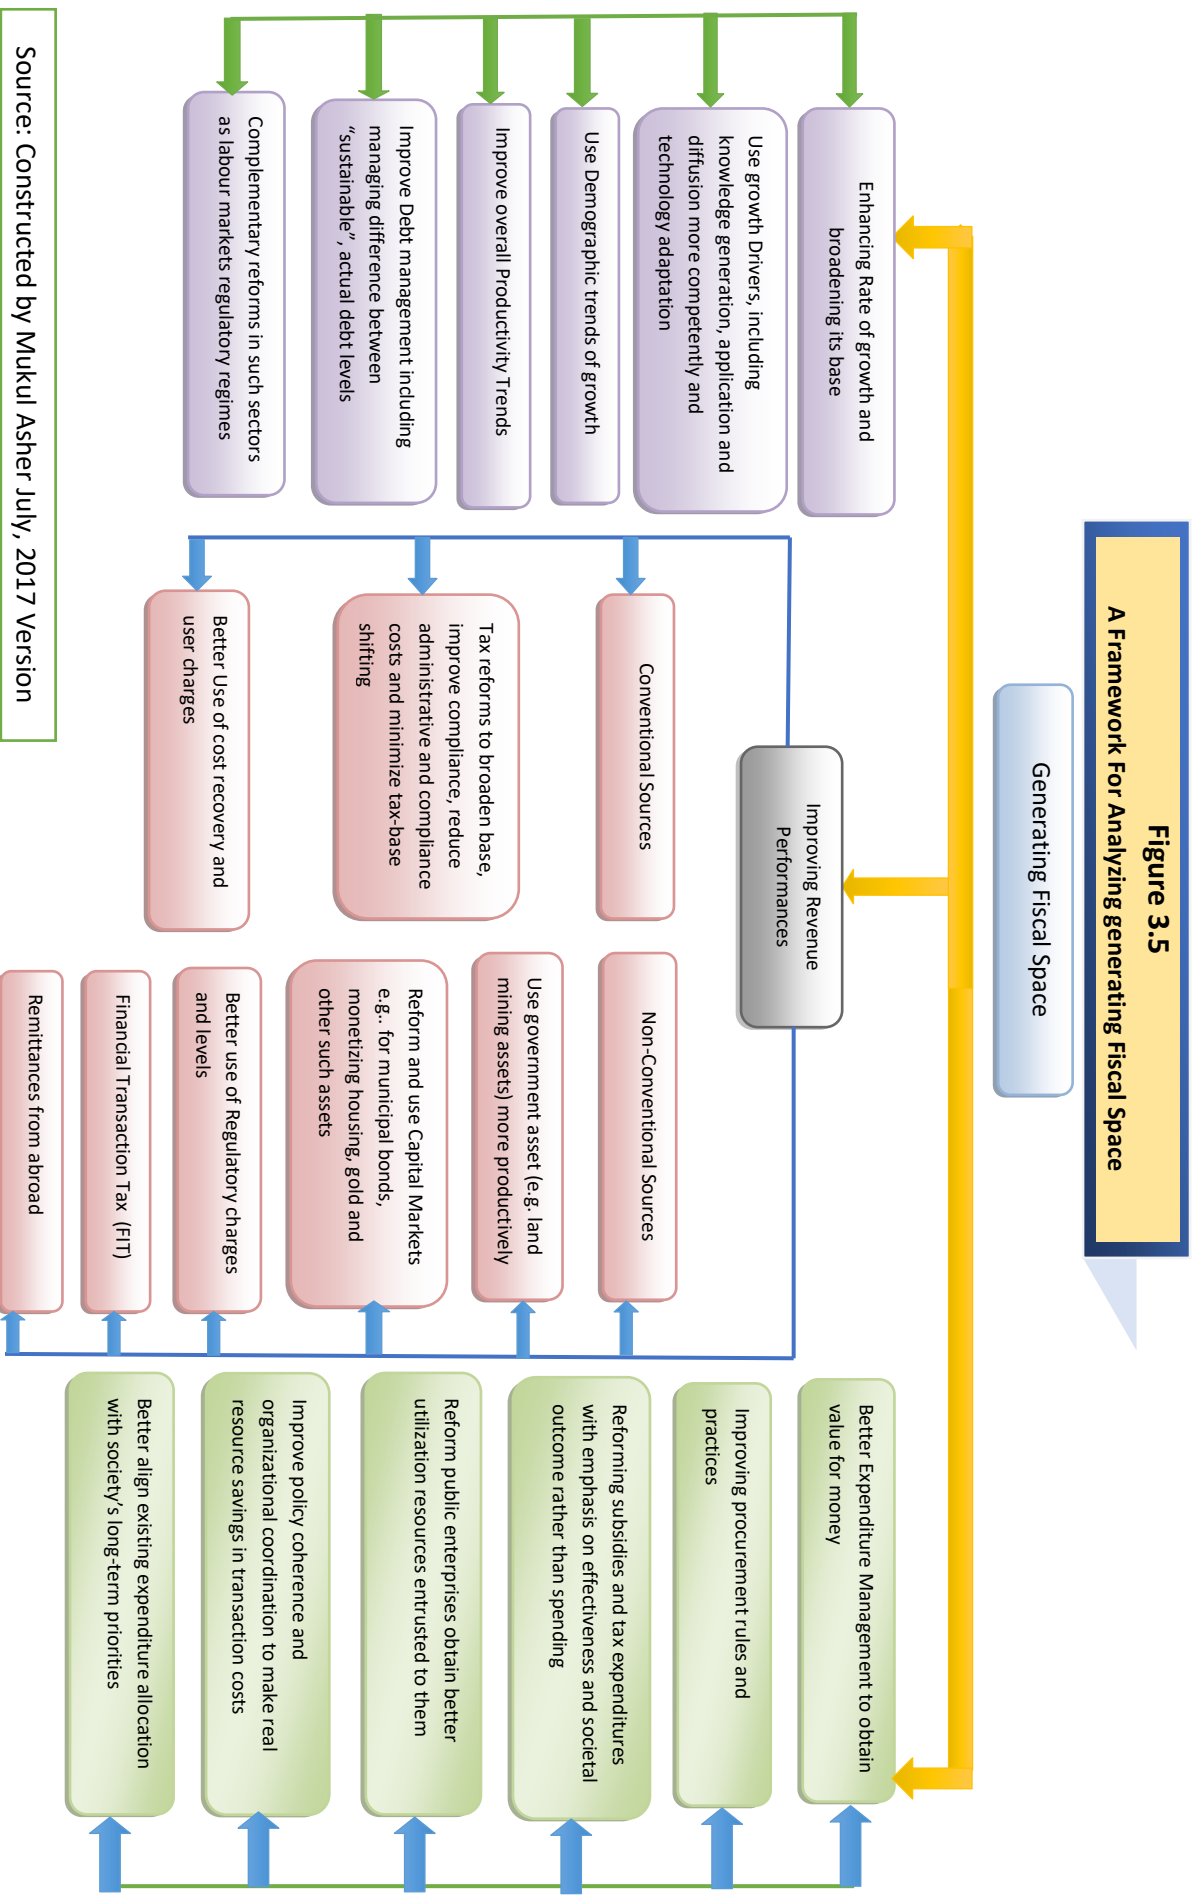 Figure 3.5
A Framework For Analyzing generating Fiscal Space
Generating Fiscal Space
Enhancing Rate of growth and
broadening its base
Use growth Drivers, including
knowledge generation, application and
diffusion more competently and
technology adaptation
Use Demographic trends of growth
Improve overall Productivity Trends
Improve Debt management including
managing difference between
“sustainable”, actual debt levels
Complementary reforms in such sectors
as labour markets regulatory regimes
Improving Revenue
Performances
Conventional Sources
Tax reforms to broaden base,
improve compliance, reduce
administrative and compliance
costs and minimize tax-base
shifting
Better Use of cost recovery and
user charges
Non-Conventional Sources
Use government asset (e.g. land
mining assets) more productively
Reform and use Capital Markets
e.g.. for municipal bonds,
monetizing housing, gold and
other such assets
Better use of Regulatory charges
and levels
Financial Transaction Tax (FIT)
Remittances from abroad
Better Expenditure Management to obtain
value for money
Improving procurement rules and
practices
Reforming subsidies and tax expenditures
with emphasis on effectiveness and societal
outcome rather than spending
Reform public enterprises obtain better
utilization resources entrusted to them
Improve policy coherence and
organizational coordination to make real
resource savings in transaction costs
Better align existing expenditure allocation
with society’s long-term priorities
Source: Constructed by Mukul Asher July, 2017 Version